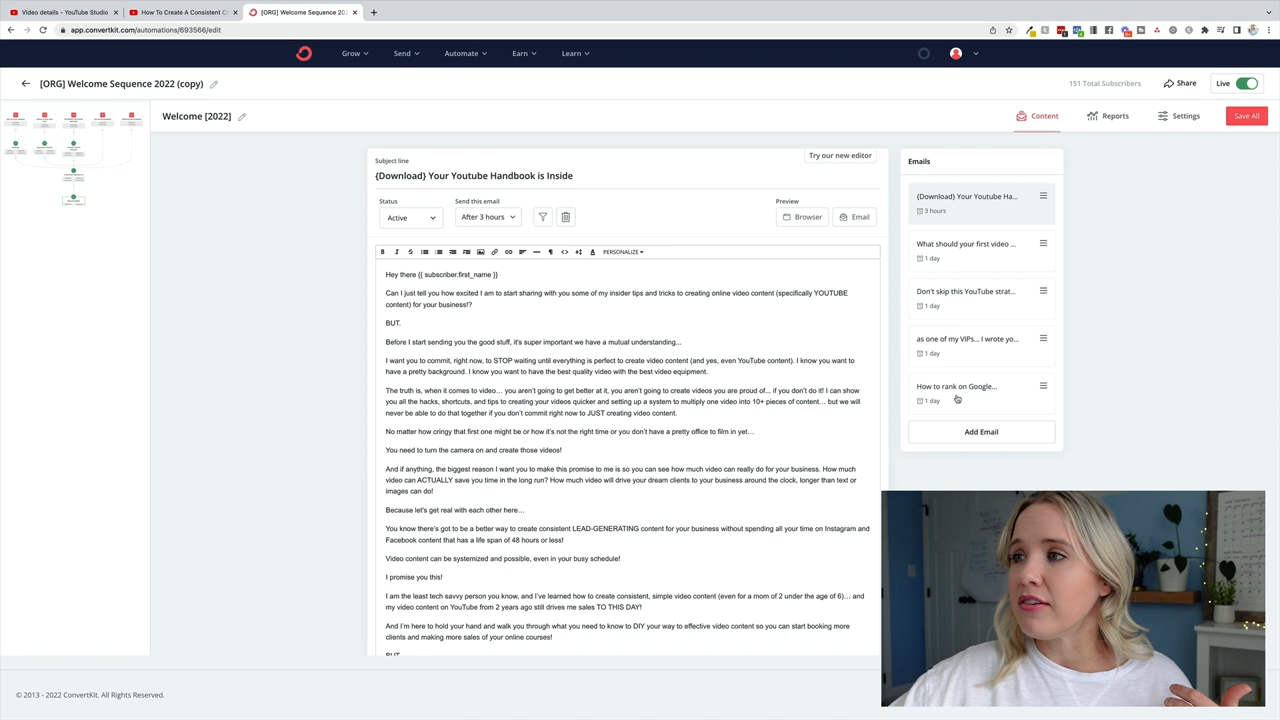 Video details - YouTube Studio
How To Create A Consistent C
[ORG] Welcome Sequence 202
app.convertkit.com/automations/693566/edit
Grow
Send
Automate
Earn
Learn
[ORG] Welcome Sequence 2022 (copy)
151 Total Subscribers
Share
Live
Welcome [2022]
Content
Reports
Settings
Save All
Subject line
Try our new editor
{Download} Your Youtube Handbook is Inside
Status
Send this email
Preview
Active
After 3 hours
Browser
Email
PERSONALIZE
Hey there {{ subscriber.first_name }}
Can I just tell you how excited I am to start sharing with you some of my insider tips and tricks to creating online video content (specifically YOUTUBE
content) for your business!?
BUT.
Before I start sending you the good stuff, it's super important we have a mutual understanding...
I want you to commit, right now, to STOP waiting until everything is perfect to create video content (and yes, even YouTube content). I know you want to
have a pretty background. I know you want to have the best quality video with the best video equipment.
The truth is, when it comes to video… you aren't going to get better at it, you aren't going to create videos you are proud of... if you don't do it! I can show
you all the hacks, shortcuts, and tips to creating your videos quicker and setting up a system to multiply one video into 10+ pieces of content… but we will
never be able to do that together if you don't commit right now to JUST creating video content.
No matter how cringy that first one might be or how it's not the right time or you don't have a pretty office to film in yet…
You need to turn the camera on and create those videos!
And if anything, the biggest reason I want you to make this promise to me is so you can see how much video can really do for your business. How much
video can ACTUALLY save you time in the long run? How much video will drive your dream clients to your business around the clock, longer than text or
images can do!
Because let's get real with each other here…
You know there's got to be a better way to create consistent LEAD-GENERATING content for your business without spending all your time on Instagram and
Facebook content that has a life span of 48 hours or less!
Video content can be systemized and possible, even in your busy schedule!
I promise you this!
I am the least tech savvy person you know, and I've learned how to create consistent, simple video content (even for a mom of 2 under the age of 6)… and
my video content on YouTube from 2 years ago still drives me sales TO THIS DAY!
And I'm here to hold your hand and walk you through what you need to know to DIY your way to effective video content so you can start booking more
clients and making more sales of your online courses!
BUT
Emails
{Download} Your Youtube Ha...
3 hours
What should your first video ...
1 day
Don't skip this YouTube strat...
1 day
as one of my VIPs... I wrote yo...
1 day
How to rank on Google...
1 day
Add Email
© 2013 - 2022 ConvertKit. All Rights Reserved.